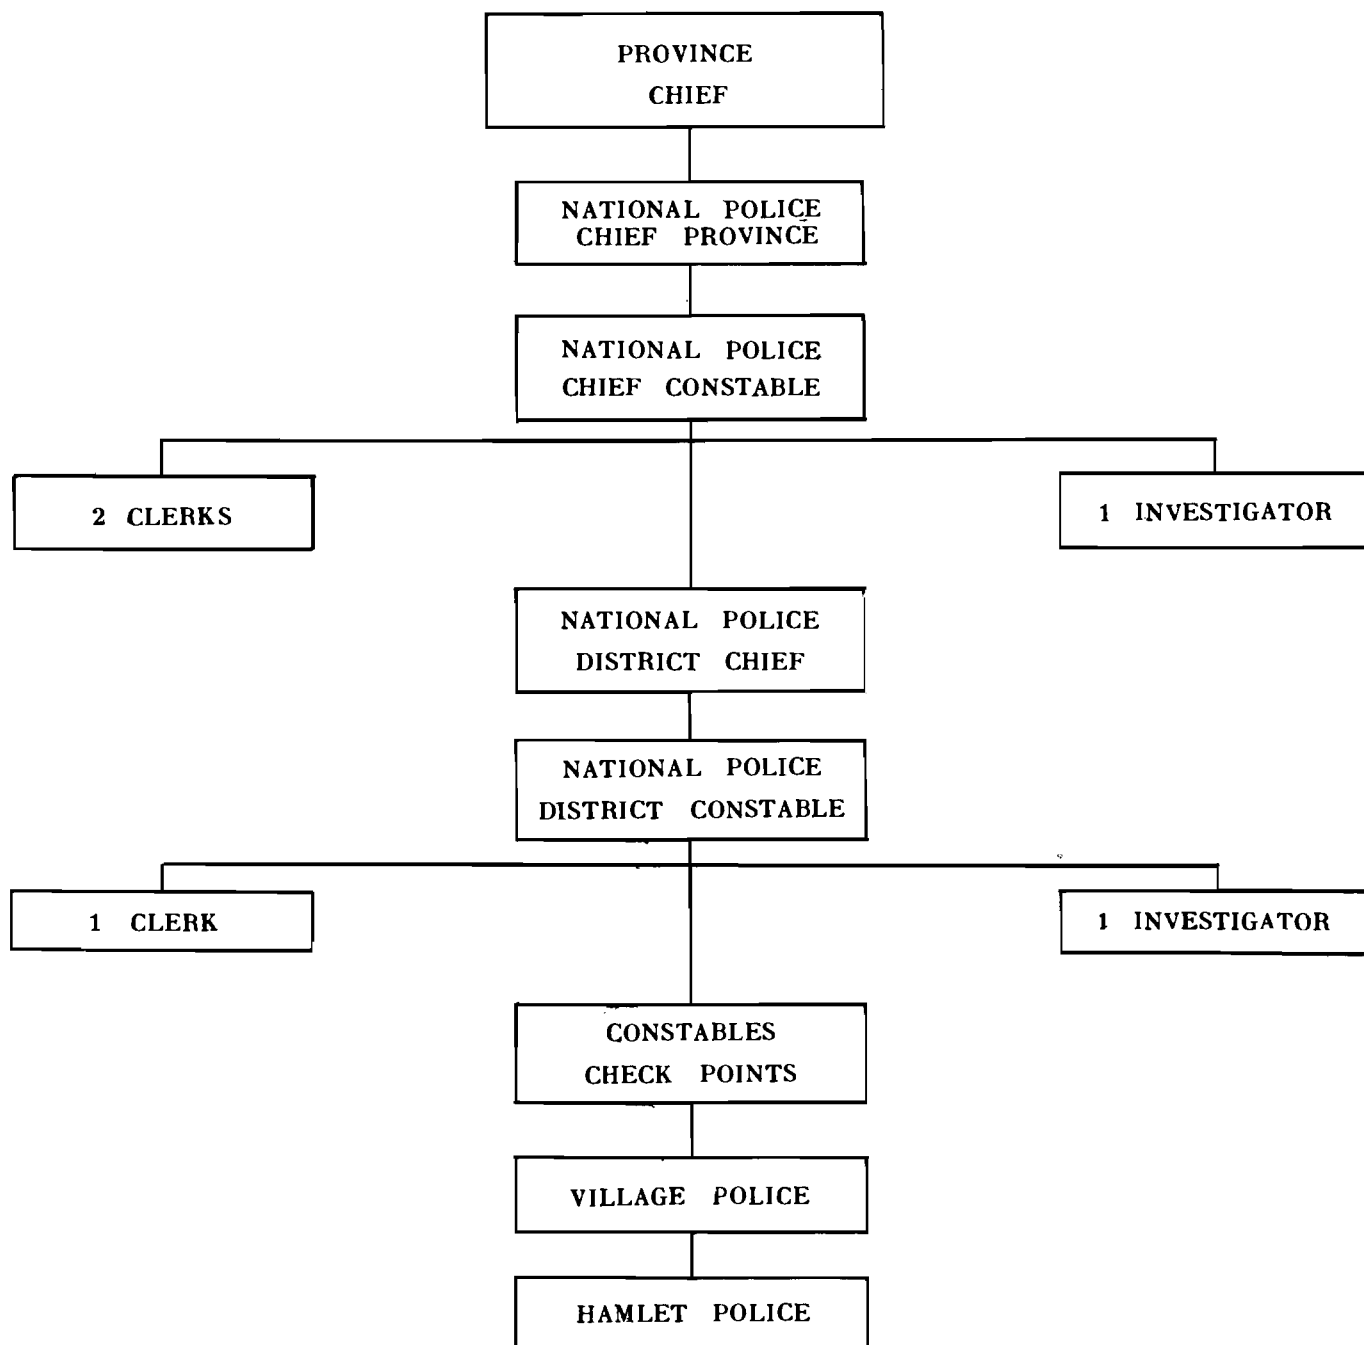 PROVINCE
CHIEF
NATIONAL POLICE
CHIEF PROVINCE
NATIONAL POLICE
CHIEF CONSTABLE
2 CLERKS
1 INVESTIGATOR
NATIONAL POLICE
DISTRICT CHIEF
NATIONAL POLICE
DISTRICT CONSTABLE
1 CLERK
1 INVESTIGATOR
CONSTABLES
CHECK POINTS
VILLAGE POLICE
HAMLET POLICE